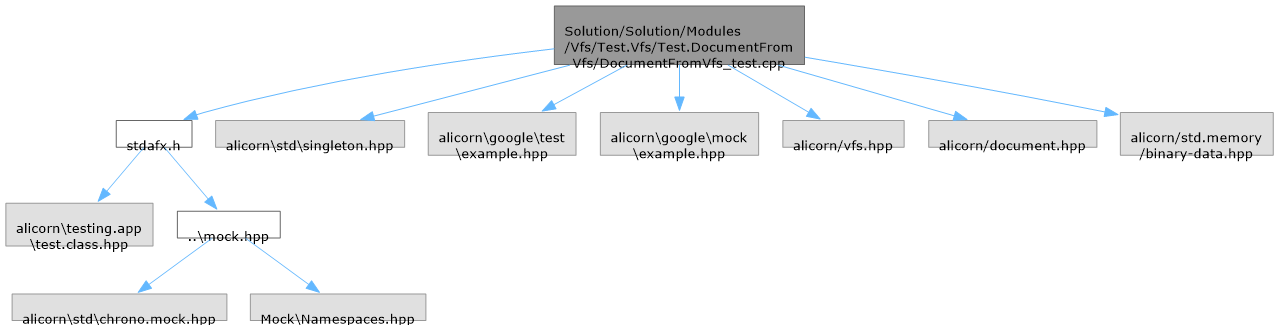 Solution/Solution/Modules
/Vfs/Test.Vfs/Test.DocumentFrom
Vfs/DocumentFromVfs_test.cpp
stdafx.h
alicorn\std\singleton.hpp
alicorn\google\test
\example.hpp
alicorn\google\mock
\example.hpp
alicorn/vfs.hpp
alicorn/document.hpp
alicorn/std.memory
/binary-data.hpp
alicorn\testing.app
\test.class.hpp
..\mock.hpp
alicorn\std\chrono.mock.hpp
Mock\Namespaces.hpp